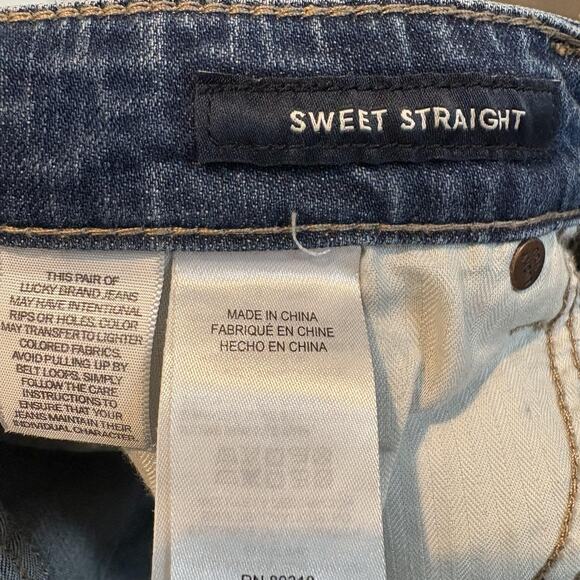 SWEET STRAIGHT
THIS PAIR OF
LUCKY BRAND JEANS
MAY HAVE INTENTIONAL
RIPS OR HOLES. COLOR
MAY TRANSFER TO LIGHTER
COLORED FABRICS.
AVOID PULLING UP BY
BELT LOOPS, SIMPLY
FOLLOW THE CARE
INSTRUCTIONS TO
ENSURE THAT YOUR
JEANS MAINTAIN THEIR
INDIVIDUAL CHARACTER.
MADE IN CHINA
FABRIQUÉ EN CHINE
HECHO EN CHINA
RN 80318